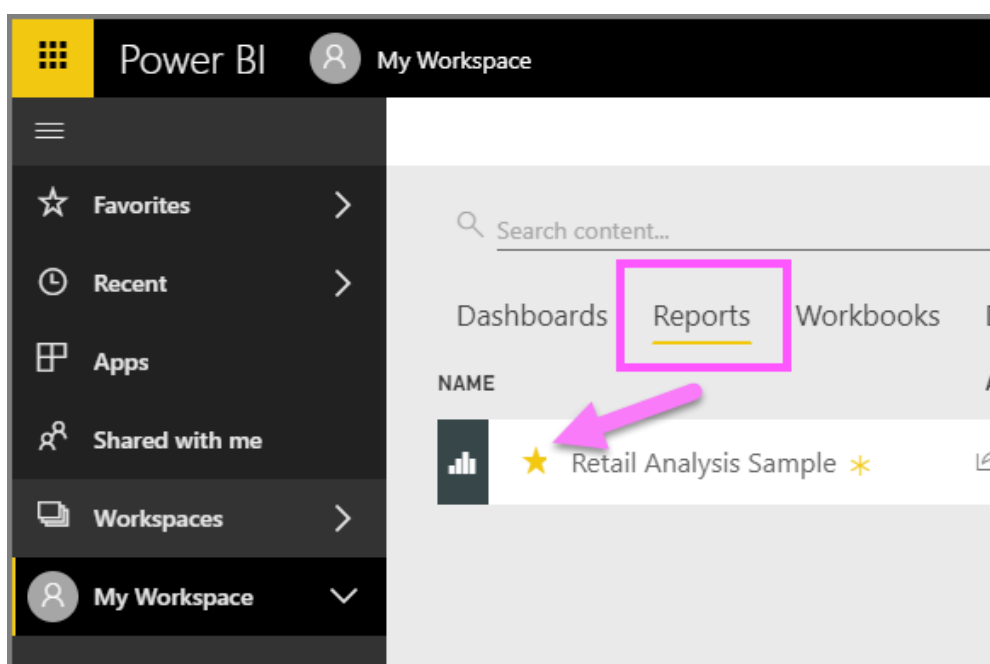 Power BI
My Workspace
Favorites
Recent
Apps
Shared with me
Workspaces
My Workspace
Search content...
Dashboards Reports Workbooks
NAME
Retail Analysis Sample